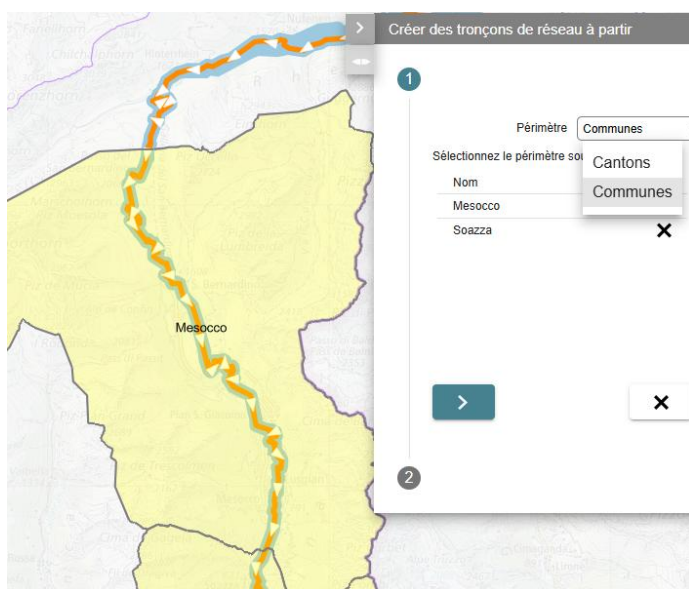 Créer des tronçons de réseau à partir
1
Périmètre Communes
Sélectionnez le périmètre sou
Cantons
Communes
Nom
Mesocco
Soazza
Mesocco
2